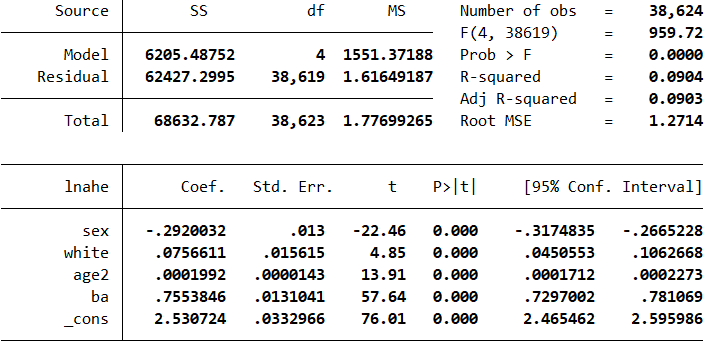 Source SS df MS Number of obs = 38,624
F(4, 38619) = 959.72
Model 6205.48752 4 1551.37188 Prob > F = 0.0000
Residual 62427.2995 38,619 1.61649187 R-squared = 0.0904
Adj R-squared = 0.0903
Total 68632.787 38,623 1.77699265 Root MSE = 1.2714
lnahe Coef. Std. Err. t P>|t| [95% Conf. Interval]
sex -.2920032 .013 -22.46 0.000 -.3174835 -.2665228
white .0756611 .015615 4.85 0.000 .0450553 .1062668
age2 .0001992 .0000143 13.91 0.000 .0001712 .0002273
ba .7553846 .0131041 57.64 0.000 .7297002 .781069
_cons 2.530724 .0332966 76.01 0.000 2.465462 2.595986